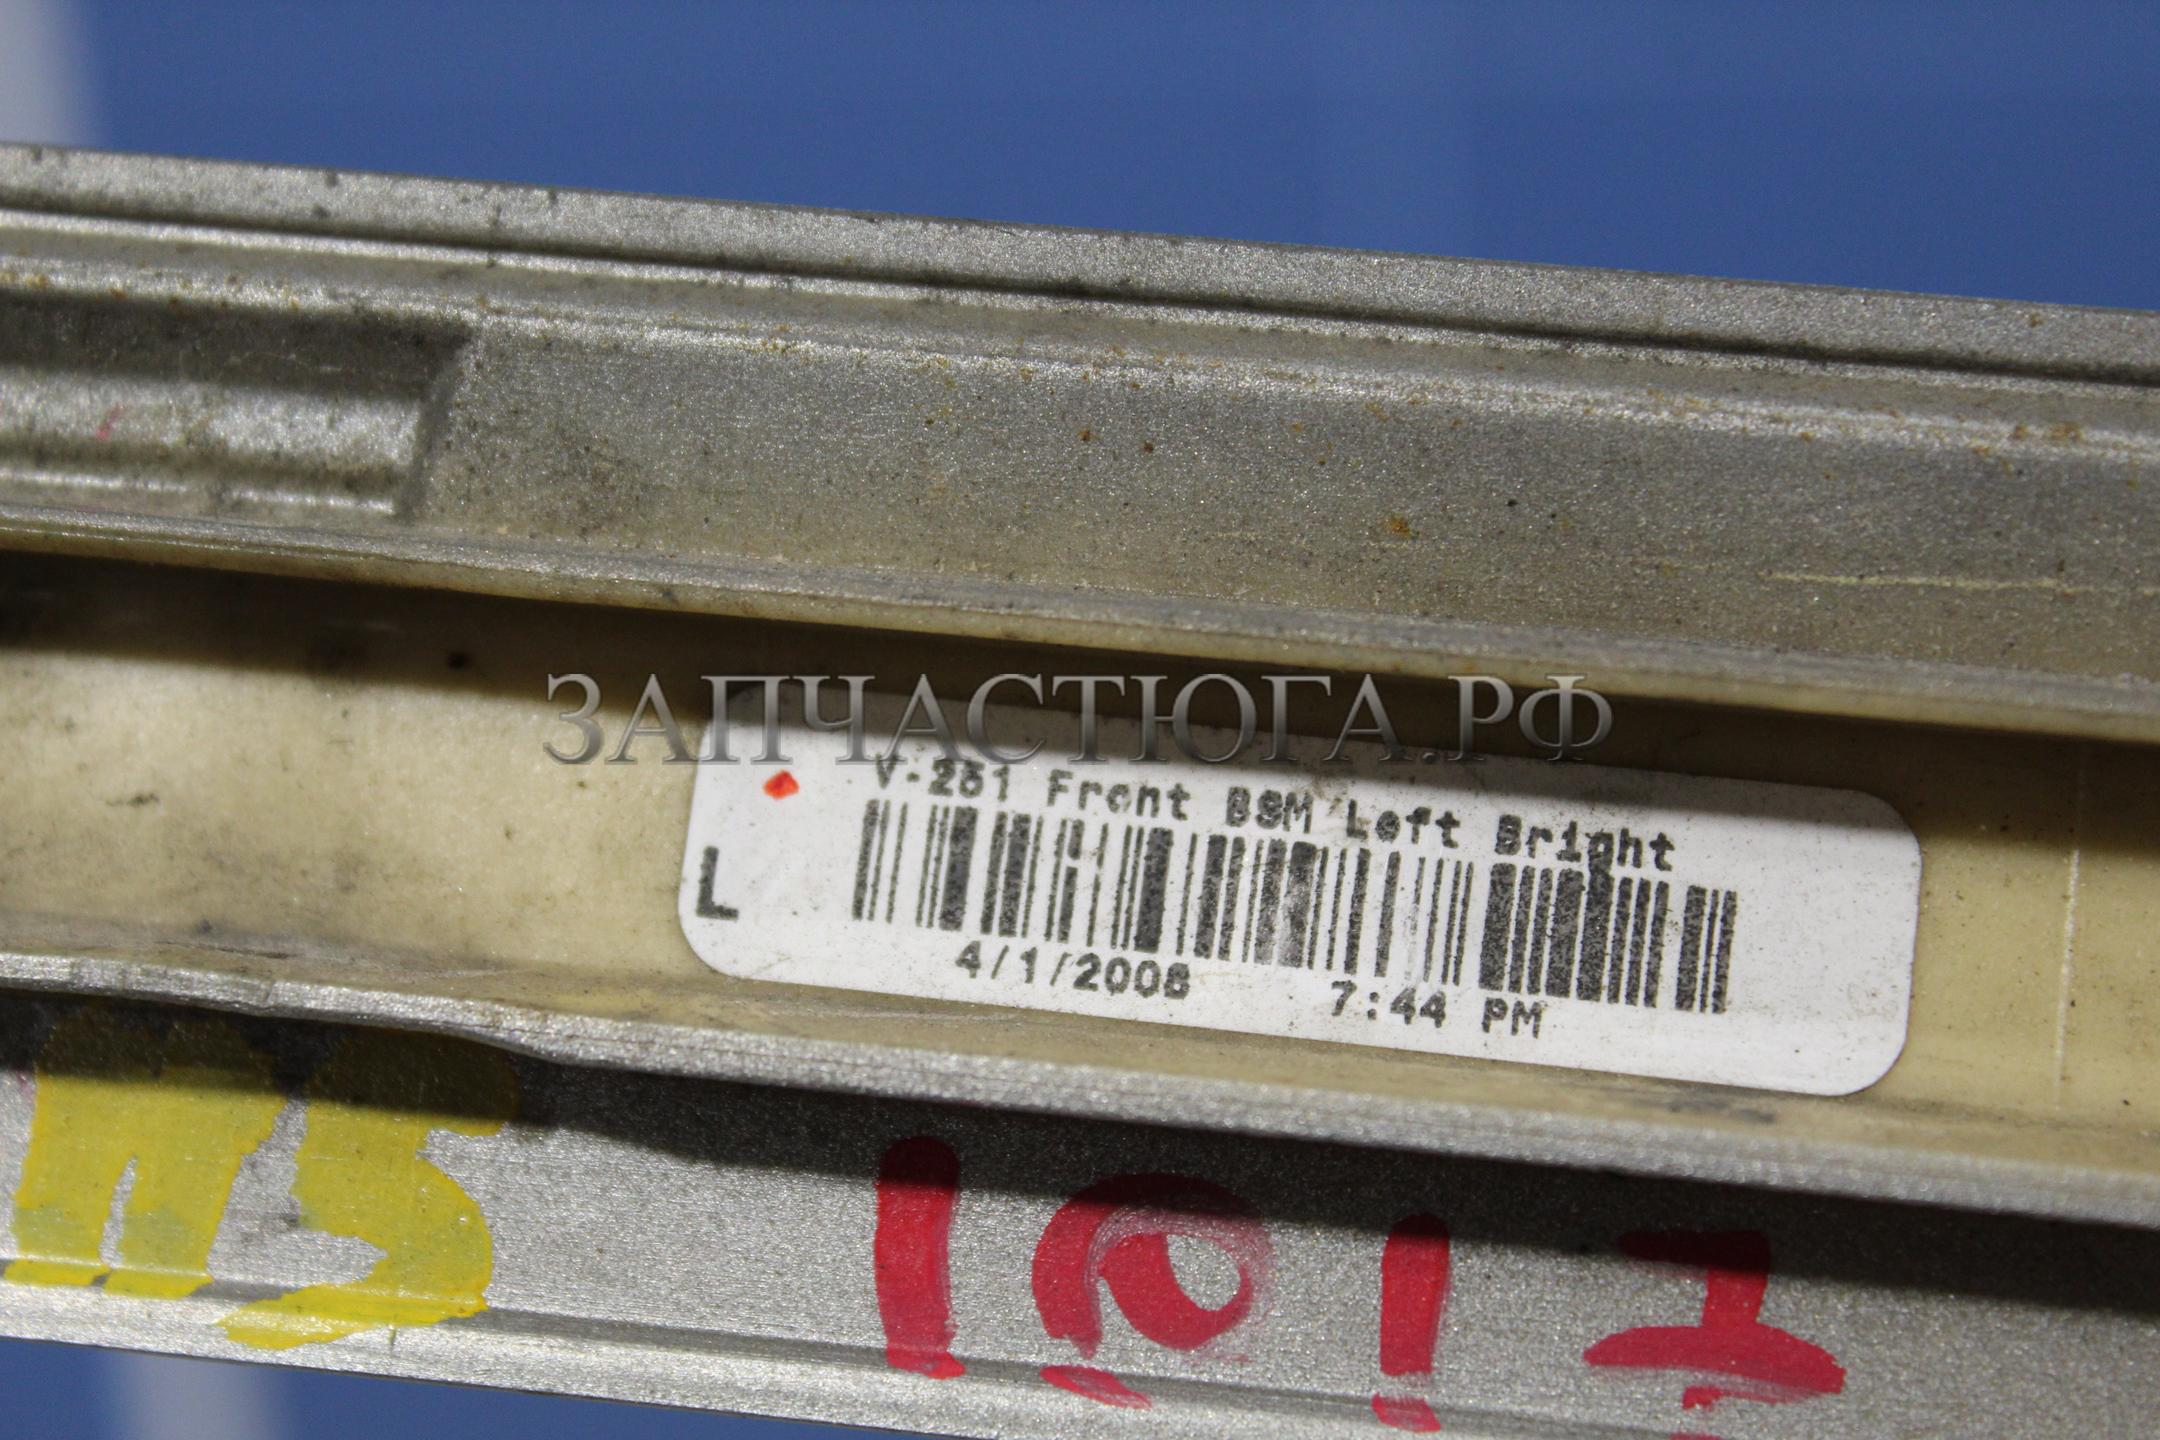 ЗАПЧАСТЮГА.РФ
V-251 Front BSM Left Bright
L
4/1/2008 7:44 PM